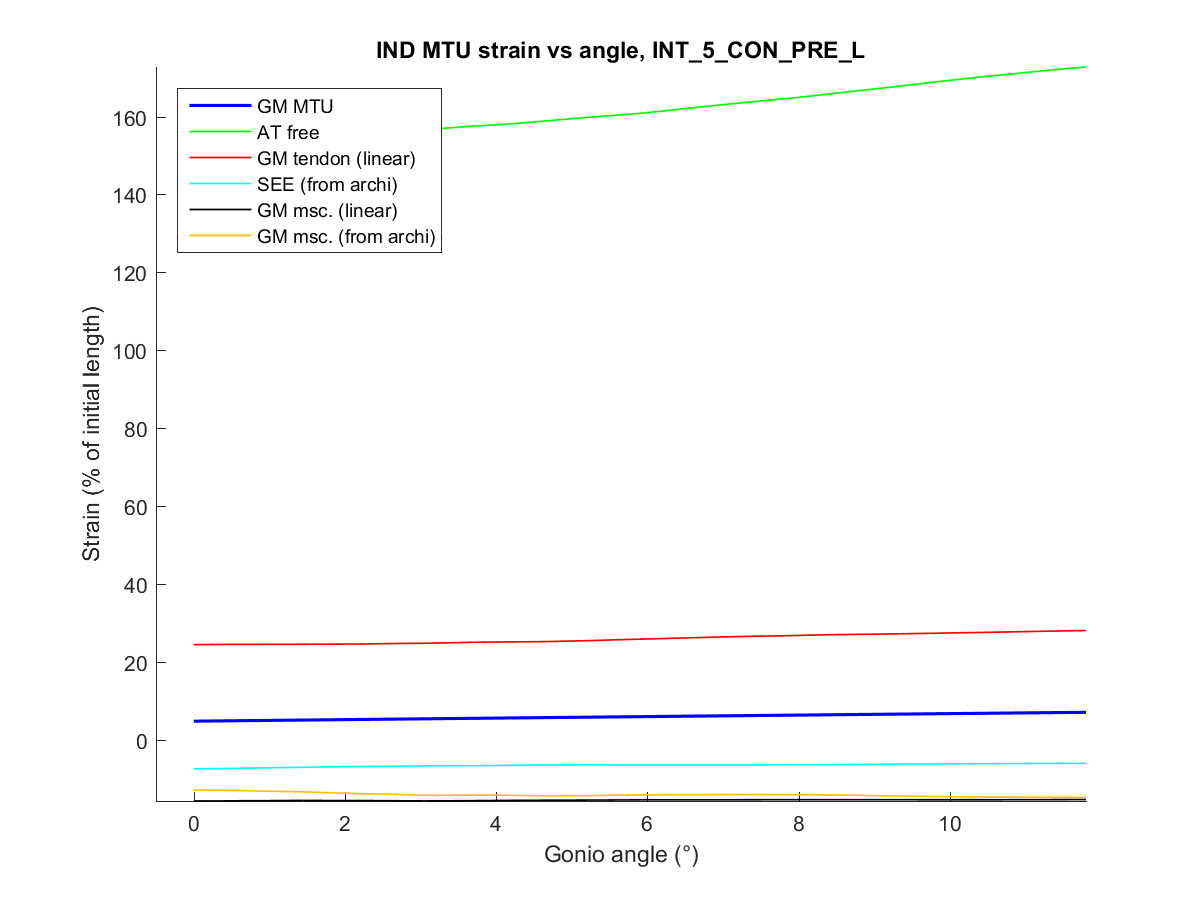 IND MTU strain vs angle, INT_5_CON_PRE_L
GM MTU
AT free
GM tendon (linear)
SEE (from archi)
GM msc. (linear)
GM msc. (from archi)
160
140
120
100
80
60
40
20
0
Strain (% of initial length)
0 2 4 6 8 10
Gonio angle (°)